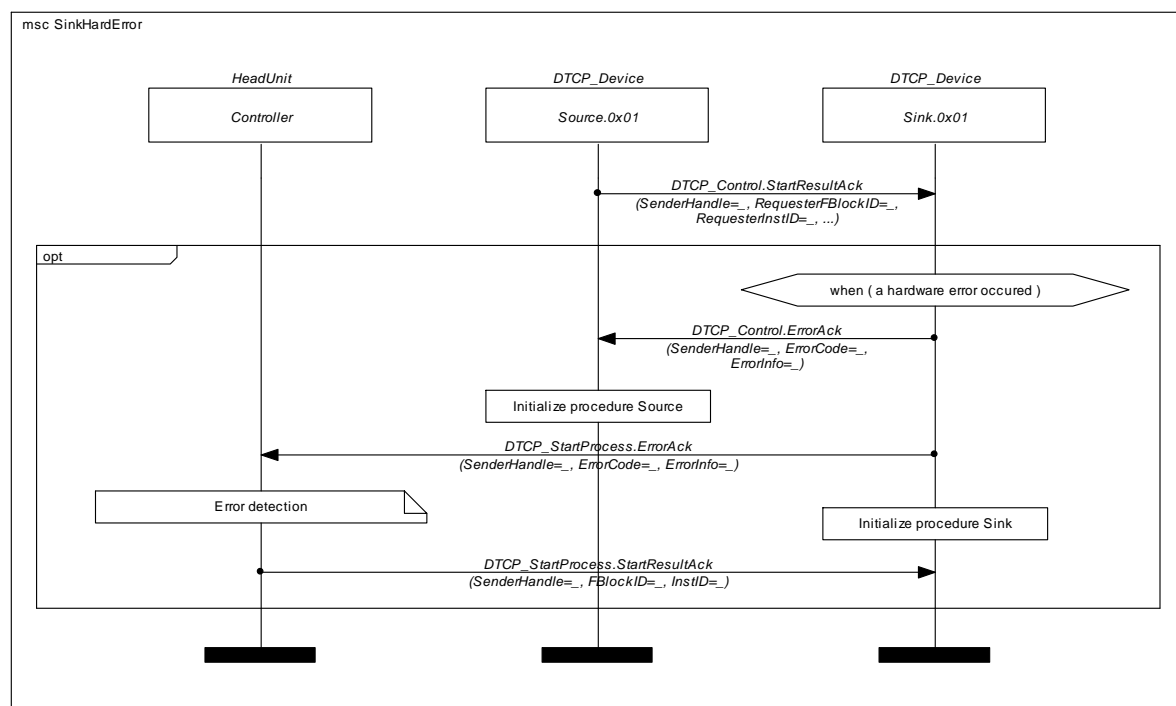 msc SinkHardError
HeadUnit
DTCP_Device
DTCP_Device
Controller
Source.0x01
Sink.0x01
DTCP_Control.StartResultAck
(SenderHandle=_, RequesterFBlockID=_,
RequesterInstID=_, ...)
opt
when ( a hardware error occured )
DTCP_Control.ErrorAck
(SenderHandle=_, ErrorCode=_,
ErrorInfo=_)
Initialize procedure Source
DTCP_StartProcess.ErrorAck
(SenderHandle=_, ErrorCode=_, ErrorInfo=_)
Error detection
Initialize procedure Sink
DTCP_StartProcess.StartResultAck
(SenderHandle=_, FBlockID=_, InstID=_)